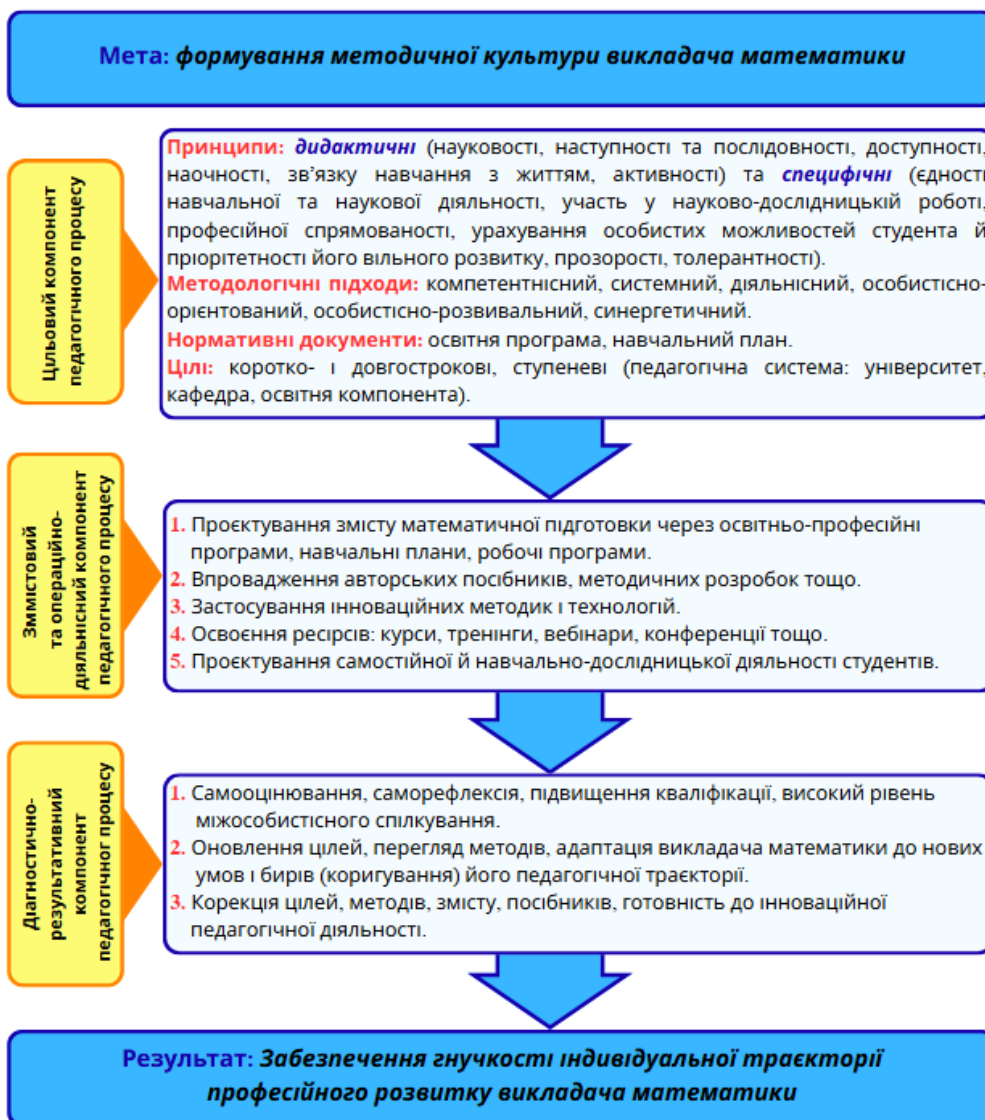 Мета: формування методичної культури викладача математики
Цільовий компонент
педагогічного процесу
Принципи: дидактичні (науковості, наступності та послідовності, доступності,
наочності, зв’язку навчання з життям, активності) та специфічні (єдності
навчальної та наукової діяльності, участь у науково-дослідницькій роботі,
професійної спрямованості, урахування особистих можливостей студента й
пріорітетності його вільного розвитку, прозорості, толерантності).
Методологічні підходи: компетентнісний, системний, діяльнісний, особистісно-
орієнтований, особистісно-розвивальний, синергетичний.
Нормативні документи: освітня програма, навчальний план.
Цілі: коротко- і довгострокові, ступеневі (педагогічна система: університет,
кафедра, освітня компонента).
Зммістовий
та операційно-
діяльнісний компонент
педагогічного процесу
1. Проєктування змісту математичної підготовки через освітньо-професійні
програми, навчальні плани, робочі програми.
2. Впровадження авторських посібників, методичних розробок тощо.
3. Застосування інноваційних методик і технологій.
4. Освоєння ресірсів: курси, тренінги, вебінари, конференції тощо.
5. Проєктування самостійної й навчально-дослідницької діяльності студентів.
Діагностично-
результативний
компонент
педагогічног процесу
1. Самооцінювання, саморефлексія, підвищення кваліфікації, високий рівень
міжособистісного спілкування.
2. Оновлення цілей, перегляд методів, адаптація викладача математики до нових
умов і бирів (коригування) його педагогічної траєкторії.
3. Корекція цілей, методів, змісту, посібників, готовність до інноваційної
педагогічної діяльності.
Результат: Забезпечення гнучкості індивідуальної траєкторії
професійного розвитку викладача математики